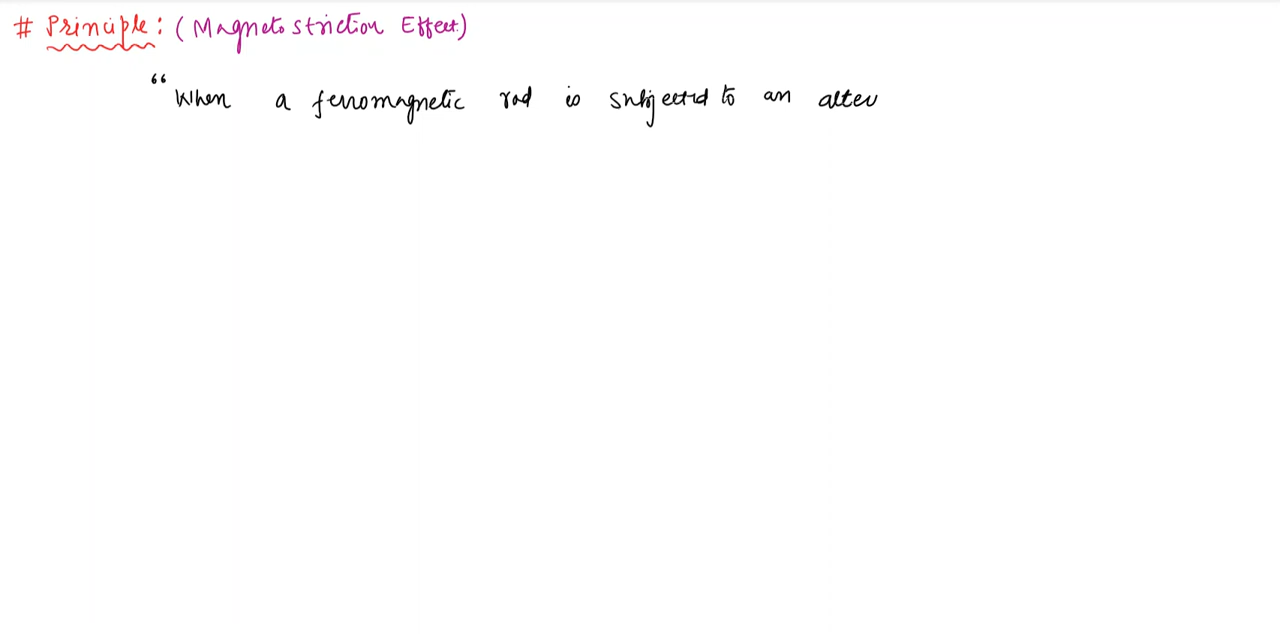 # Principle: (Magnetostriction Effect)
“When a ferromagnetic rod is subjected to an alter